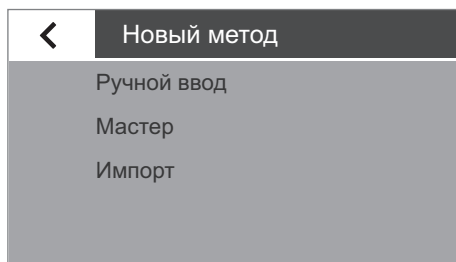 Новый метод
Ручной ввод
Мастер
Импорт